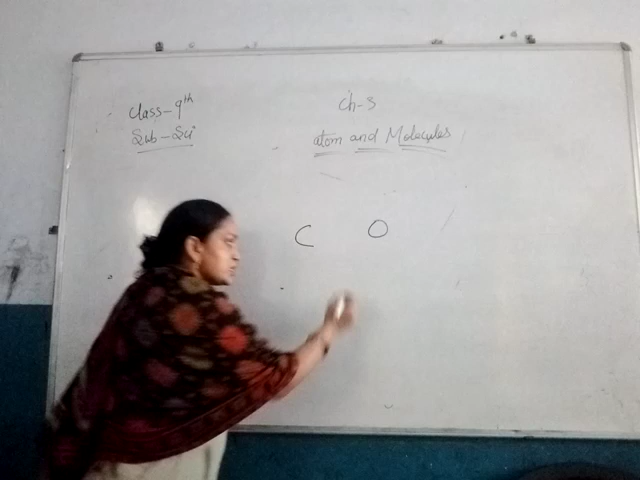 Class-9th
Sub-Sci
Ch-3
atom and Molecules
C O